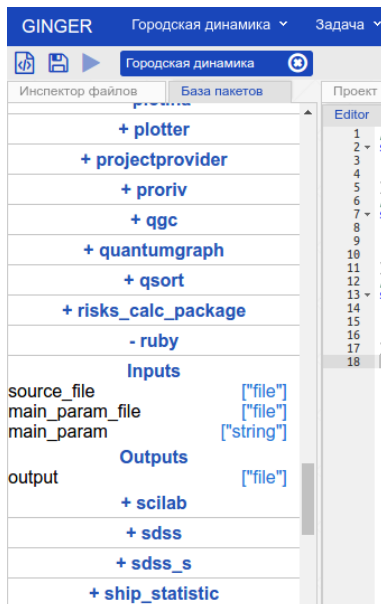 GINGER Городская динамика Задача
Городская динамика
Инспектор файлов База пакетов Проект
Editor
+ plotter
+ projectprovider
+ proriv
+ qgc
+ quantumgraph
+ qsort
+ risks_calc_package
- ruby
Inputs
source_file ["file"]
main_param_file ["file"]
main_param ["string"]
Outputs
output ["file"]
+ scilab
+ sdss
+ sdss_s
+ ship_statistic
1
2
3
4
5
6
7
8
9
10
11
12
13
14
15
16
17
18